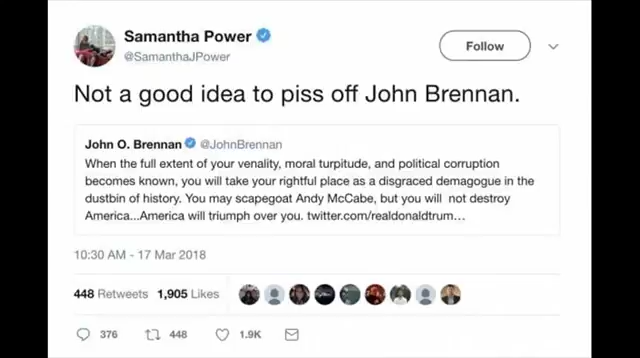 Samantha Power
@SamanthaJPower
Follow
Not a good idea to piss off John Brennan.
John O. Brennan @JohnBrennan
When the full extent of your venality, moral turpitude, and political corruption
becomes known, you will take your rightful place as a disgraced demagogue in the
dustbin of history. You may scapegoat Andy McCabe, but you will not destroy
America...America will triumph over you. twitter.com/realdonaldtrum…
10:30 AM - 17 Mar 2018
448 Retweets 1,905 Likes
376 448 1.9K